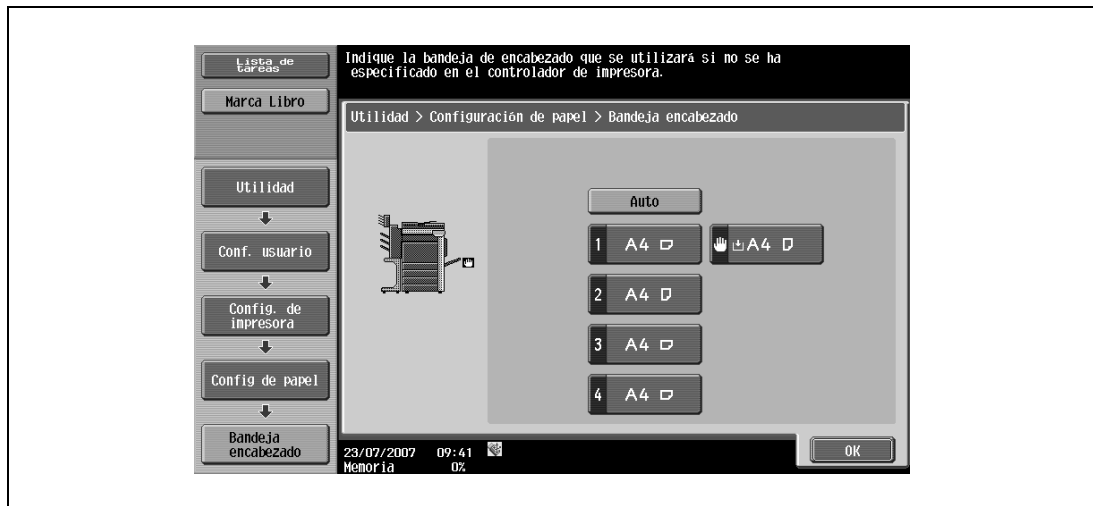 Lista de
tareas
Marca Libro
Indique la bandeja de encabezado que se utilizará si no se ha
especificado en el controlador de impresora.
Utilidad > Configuración de papel > Bandeja encabezado
Utilidad
Conf. usuario
Config. de
impresora
Config de papel
Bandeja
encabezado
Auto
1 A4
A4
2 A4
3 A4
4 A4
23/07/2007 09:41
Memoria 0%
OK